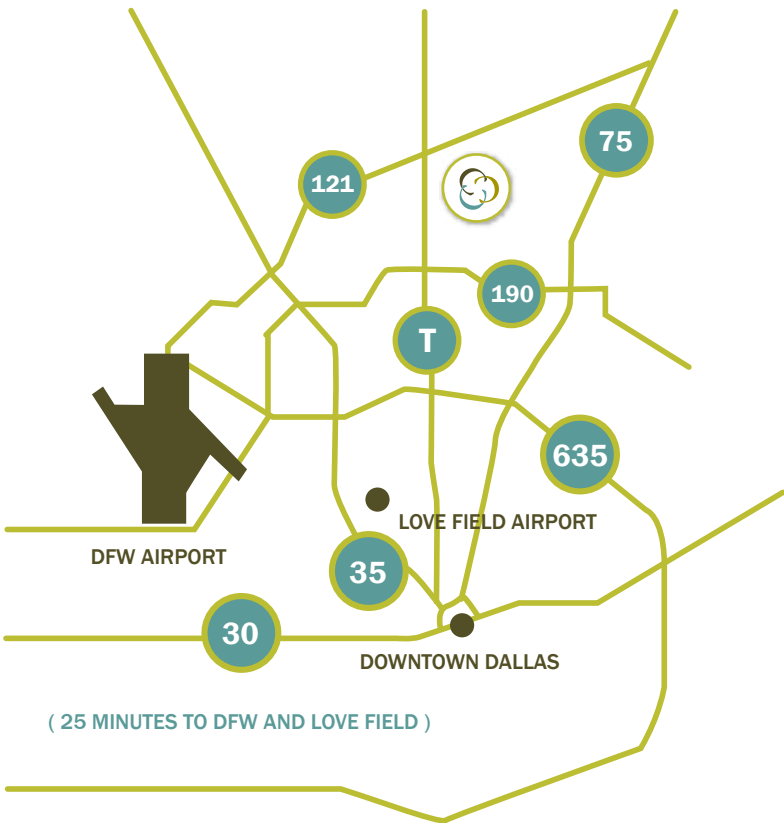 75
121
190
T
635
LOVE FIELD AIRPORT
DFW AIRPORT
35
30
DOWNTOWN DALLAS
( 25 MINUTES TO DFW AND LOVE FIELD )